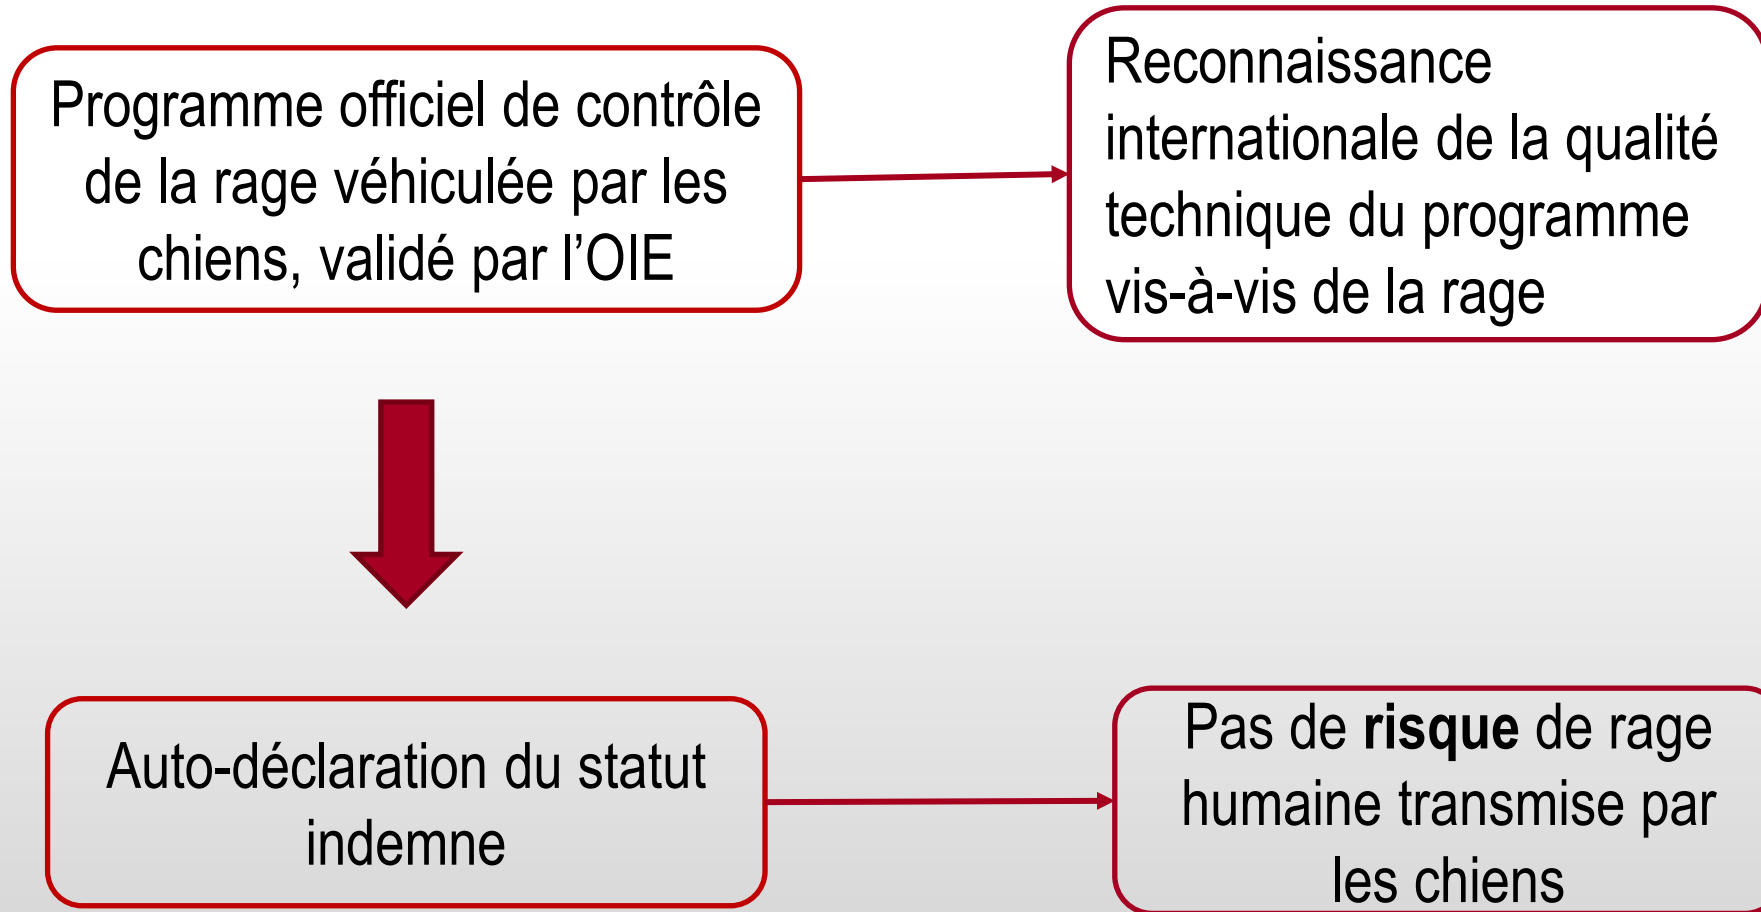 Programme officiel de contrôle
de la rage véhiculée par les
chiens, validé par l’OIE
Reconnaissance
internationale de la qualité
technique du programme
vis-à-vis de la rage
Auto-déclaration du statut
indemne
Pas de risque de rage
humaine transmise par
les chiens